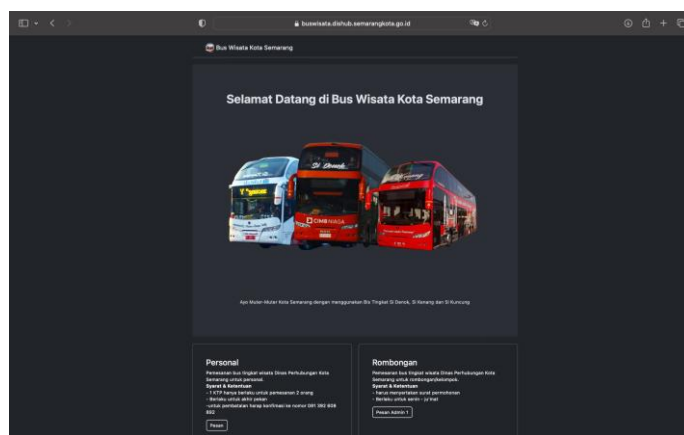 buswisata.dishub.semarangkota.go.id
Bus Wisata Kota Semarang
Selamat Datang di Bus Wisata Kota Semarang
Si Denok
CIMB NIAGA
Ayo Muter-Muter Kota Semarang dengan menggunakan Bis Tingkat Si Denok, Si Kenang dan Si Kuncung
Personal
Pemesanan bus tingkat wisata Dinas Perhubungan Kota
Semarang untuk personal.
Syarat & Ketentuan
- 1 KTP hanya berlaku untuk pemesanan 2 orang
- Berlaku untuk akhir pekan
-untuk pembatalan harap konfirmasi ke nomor
Pesan
Rombongan
Pemesanan bus tingkat wisata Dinas Perhubungan Kota
Semarang untuk rombongan/kelompok.
Syarat & Ketentuan
- harus menyertakan surat permohonan
- Berlaku untuk senin - ju'mat
Pesan Admin 1